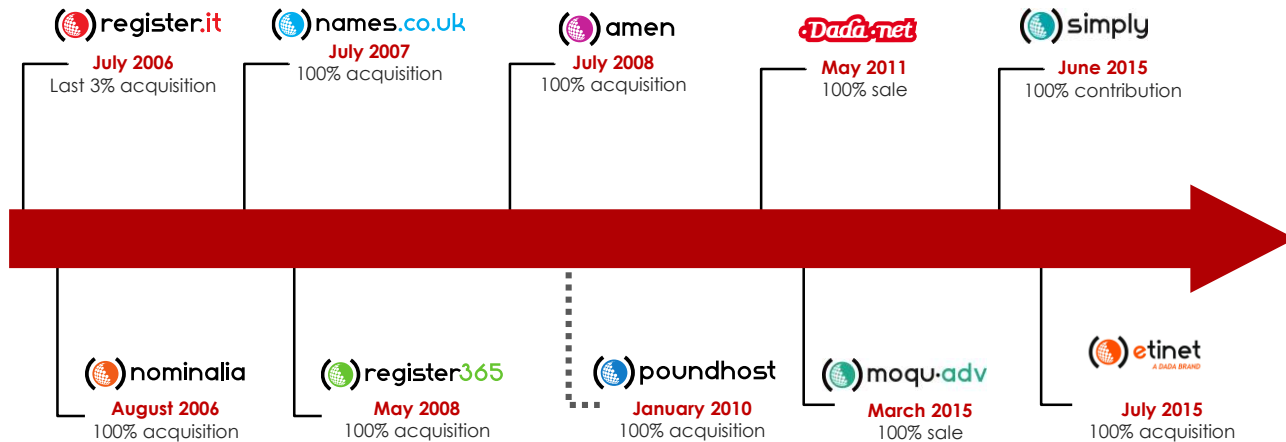 register.it
July 2006
Last 3% acquisition
names.co.uk
July 2007
100% acquisition
amen
July 2008
100% acquisition
Dada.net
May 2011
100% sale
simply
June 2015
100% contribution
nominalia
August 2006
100% acquisition
register365
May 2008
100% acquisition
poundhost
January 2010
100% acquisition
moqu·adv
March 2015
100% sale
etinet
A DADA BRAND
July 2015
100% acquisition